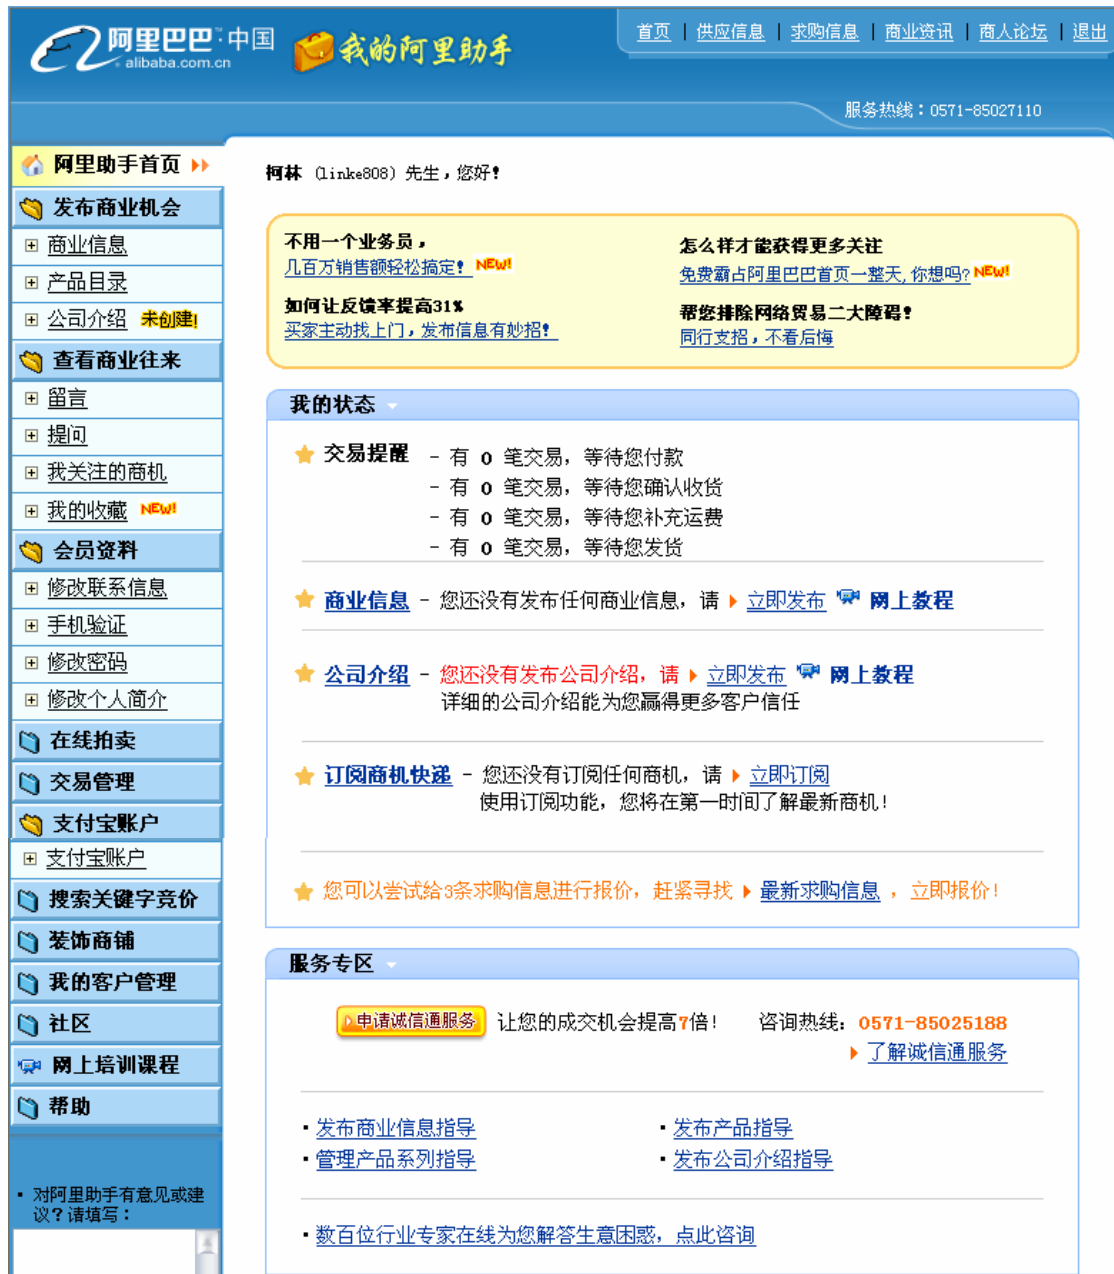 阿里巴巴 中国
alibaba.com.cn
我的阿里助手
首页 | 供应信息 | 求购信息 | 商业资讯 | 商人论坛 | 退出
服务热线：0571-85027110
阿里助手首页
发布商业机会
商业信息
产品目录
公司介绍 未创建!
查看商业往来
留言
提问
我关注的商机
我的收藏 NEW!
会员资料
修改联系信息
手机验证
修改密码
修改个人简介
在线拍卖
交易管理
支付宝账户
支付宝账户
搜索关键字竞价
装饰商铺
我的客户管理
社区
网上培训课程
帮助
对阿里助手有意见或建
议？请填写：
柯林 (linke808) 先生，您好！
不用一个业务员，
几百万销售额轻松搞定！ NEW!
如何让反馈率提高31%
买家主动找上门，发布信息有妙招！
怎么样才能获得更多关注
免费霸占阿里巴巴首页一整天,你想吗? NEW!
帮您排除网络贸易二大障碍！
同行支招，不看后悔
我的状态
交易提醒 - 有 0 笔交易，等待您付款
- 有 0 笔交易，等待您确认收货
- 有 0 笔交易，等待您补充运费
- 有 0 笔交易，等待您发货
商业信息 - 您还没有发布任何商业信息，请 立即发布 网上教程
公司介绍 - 您还没有发布公司介绍，请 立即发布 网上教程
详细的公司介绍能为您赢得更多客户信任
订阅商机快递 - 您还没有订阅任何商机，请 立即订阅
使用订阅功能，您将在第一时间了解最新商机！
您可以尝试给3条求购信息进行报价，赶紧寻找 最新求购信息 ，立即报价！
服务专区
申请诚信通服务 让您的成交机会提高7倍！ 咨询热线：0571-85025188
了解诚信通服务
发布商业信息指导
发布产品指导
管理产品系列指导
发布公司介绍指导
数百位行业专家在线为您解答生意困惑，点此咨询